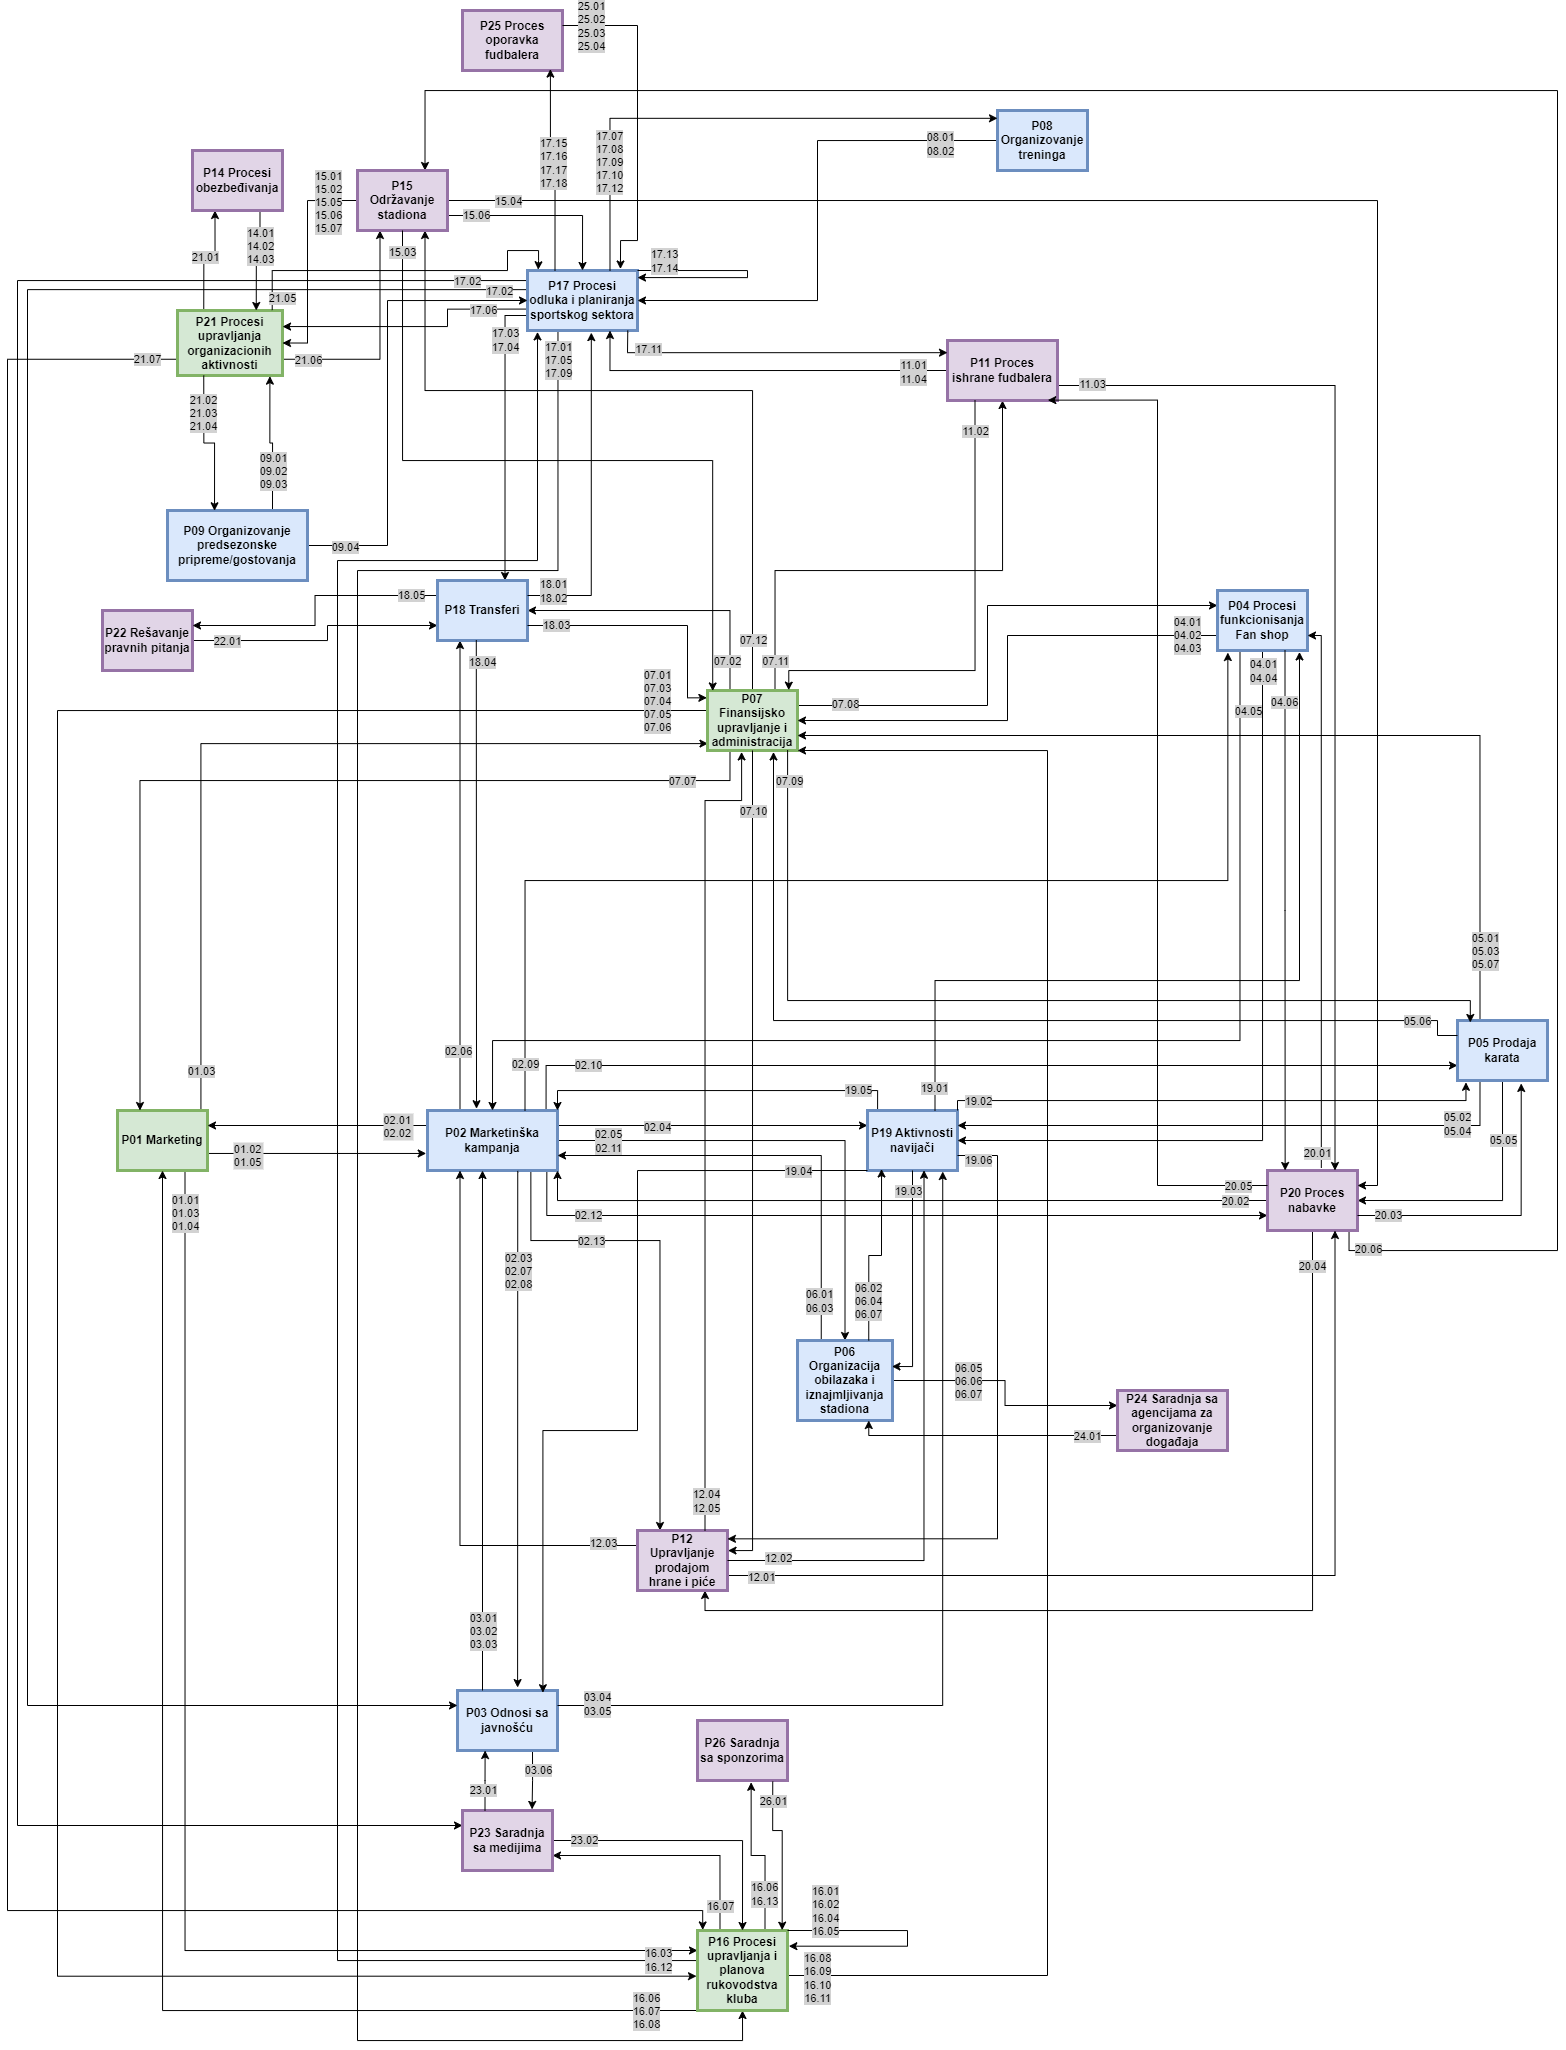 25.01
25.02
25.03
25.04
P25 Proces
oporavka
fudbalera
P08
Organizovanje
treninga
08.01
08.02
17.07
17.08
17.09
17.10
17.12
17.15
17.16
17.17
17.18
P14 Procesi
obezbeđivanja
15.01
15.02
15.05
15.06
15.07
P15
Održavanje
stadiona
15.04
15.06
14.01
14.02
14.03
21.01
15.03
17.13
17.14
17.02
17.02
21.05
P17 Procesi
odluka i planiranja
sportskog sektora
17.06
P21 Procesi
upravljanja
organizacionih
aktivnosti
17.03
17.04
17.01
17.05
17.09
17.11
21.07
21.06
11.01
11.04
P11 Proces
ishrane fudbalera
11.03
21.02
21.03
21.04
11.02
09.01
09.02
09.03
P09 Organizovanje
predsezonske
pripreme/gostovanja
09.04
18.05
P18 Transferi
18.01
18.02
18.03
P22 Rešavanje
pravnih pitanja
22.01
18.04
P04 Procesi
funkcionisanja
Fan shop
04.01
04.02
04.03
07.12
07.02
07.11
04.01
04.04
07.01
07.03
07.04
07.05
07.06
P07
Finansijsko
upravljanje i
administracija
07.08
04.06
04.05
07.07
07.09
07.10
05.01
05.03
05.07
05.06
P05 Prodaja
karata
02.06
02.09
02.10
01.03
19.05
19.01
19.02
P01 Marketing
02.01
02.02
01.02
01.05
P02 Marketinška
kampanja
02.04
02.05
02.11
P19 Aktivnosti
navijači
05.02
05.04
05.05
20.01
19.06
19.04
19.03
01.01
01.03
01.04
20.05
20.02
P20 Proces
nabavke
20.03
02.12
02.13
02.03
02.07
02.08
20.06
20.04
06.01
06.03
06.02
06.04
06.07
P06
Organizacija
obilazaka i
iznajmljivanja
stadiona
06.05
06.06
06.07
P24 Saradnja sa
agencijama za
organizovanje
događaja
24.01
12.04
12.05
12.03
P12
Upravljanje
prodajom
hrane i piće
12.02
12.01
03.01
03.02
03.03
P03 Odnosi sa
javnošću
03.04
03.05
P26 Saradnja
sa sponzorima
03.06
23.01
26.01
P23 Saradnja
sa medijima
23.02
16.07
16.06
16.13
16.01
16.02
16.04
16.05
16.03
16.12
P16 Procesi
upravljanja i
planova
rukovodstva
kluba
16.08
16.09
16.10
16.11
16.06
16.07
16.08